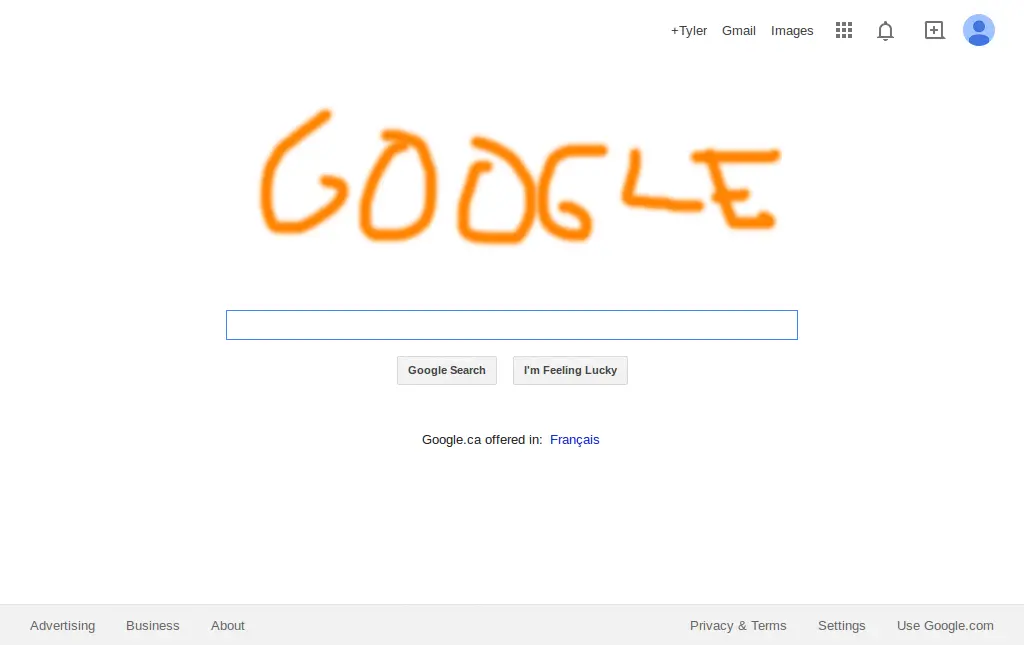 +Tyler Gmail Images
GOOGLE
Google Search I'm Feeling Lucky
Google.ca offered in: Français
Advertising Business About Privacy & Terms Settings Use Google.com